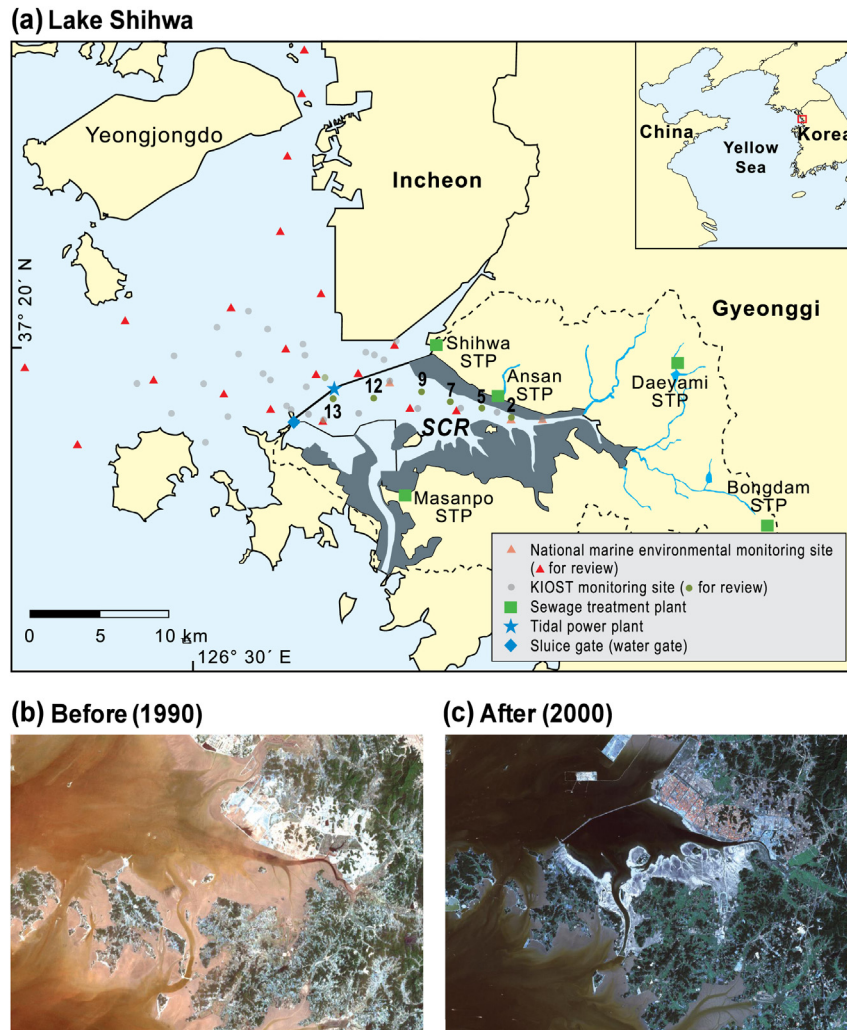 (a) Lake Shihwa
Yeongjongdo
Incheon
China
Yellow
Sea
Korea
37° 20´ N
Gyeonggi
Shihwa
STP
Ansan
STP
Daeyami
STP
9
12
7
5
2
13
SCR
Masanpo
STP
Bongdam
STP
National marine environmental monitoring site
(▲ for review)
KIOST monitoring site (● for review)
Sewage treatment plant
Tidal power plant
Sluice gate (water gate)
0 5 10 km
126° 30´ E
(b) Before (1990)
(c) After (2000)